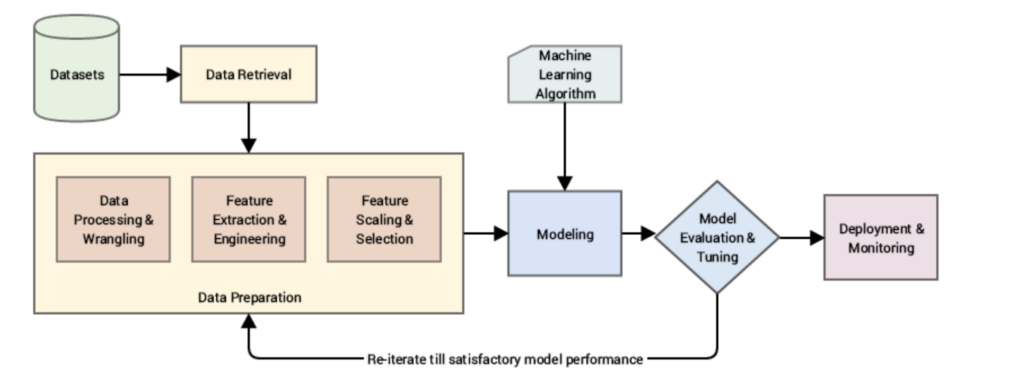 Datasets
Data Retrieval
Machine
Learning
Algorithm
Data
Processing &
Wrangling
Feature
Extraction &
Engineering
Feature
Scaling &
Selection
Data Preparation
Modeling
Model
Evaluation &
Tuning
Deployment &
Monitoring
Re-iterate till satisfactory model performance